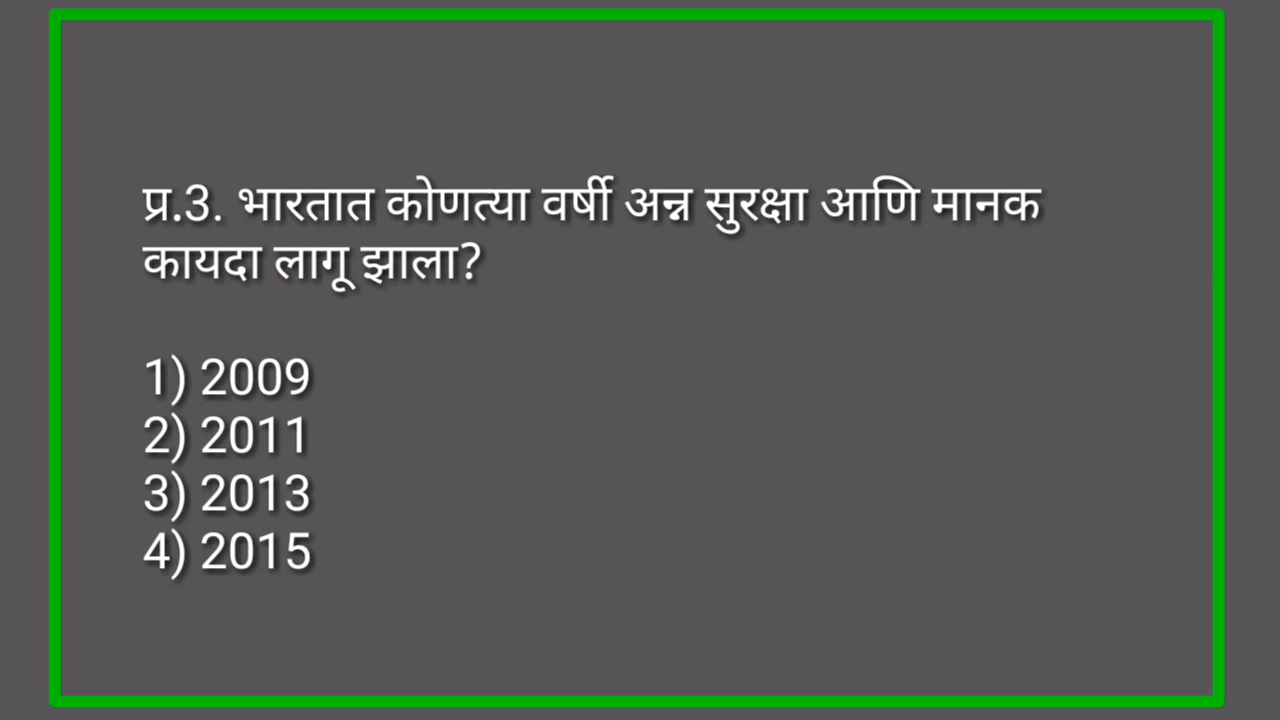 प्र.3. भारतात कोणत्या वर्षी अन्न सुरक्षा आणि मानक
कायदा लागू झाला?
1) 2009
2) 2011
3) 2013
4) 2015